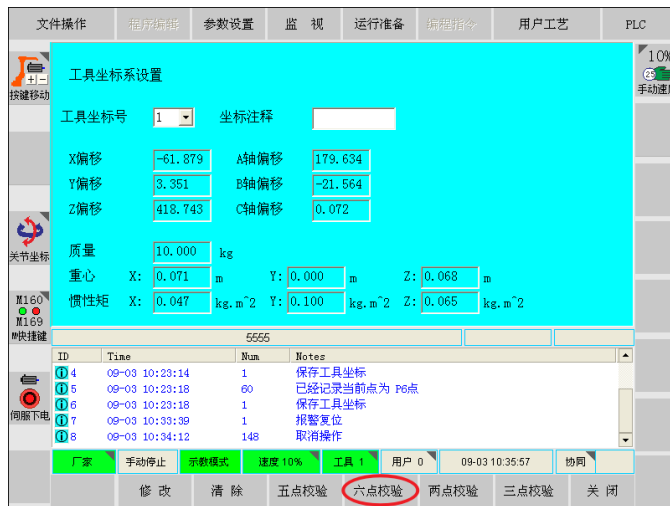 文件操作 程序编辑 参数设置 监 视 运行准备 编程指令 用户工艺 PLC
10%
手动速度
按键移动
工具坐标系设置
工具坐标号 1 坐标注释
X偏移 -61.879 A轴偏移 179.634
Y偏移 3.351 B轴偏移 -21.564
Z偏移 418.743 C轴偏移 0.072
关节坐标
质量 10.000 kg
重心 X: 0.071 m Y: 0.000 m Z: 0.068 m
惯性矩 X: 0.047 kg.m^2 Y: 0.100 kg.m^2 Z: 0.065 kg.m^2
M160
M169
M快捷键
5555
ID Time Num Notes
4 09-03 10:23:14 1 保存工具坐标
5 09-03 10:23:18 60 已经记录当前点为 P6点
6 09-03 10:23:18 1 保存工具坐标
7 09-03 10:33:39 1 报警复位
8 09-03 10:34:12 148 取消操作
伺服下电
厂家 手动停止 示教模式 速度 10% 工具 1 用户 0 09-03 10:35:57 协同
修 改 清 除 五点校验 六点校验 两点校验 三点校验 关 闭